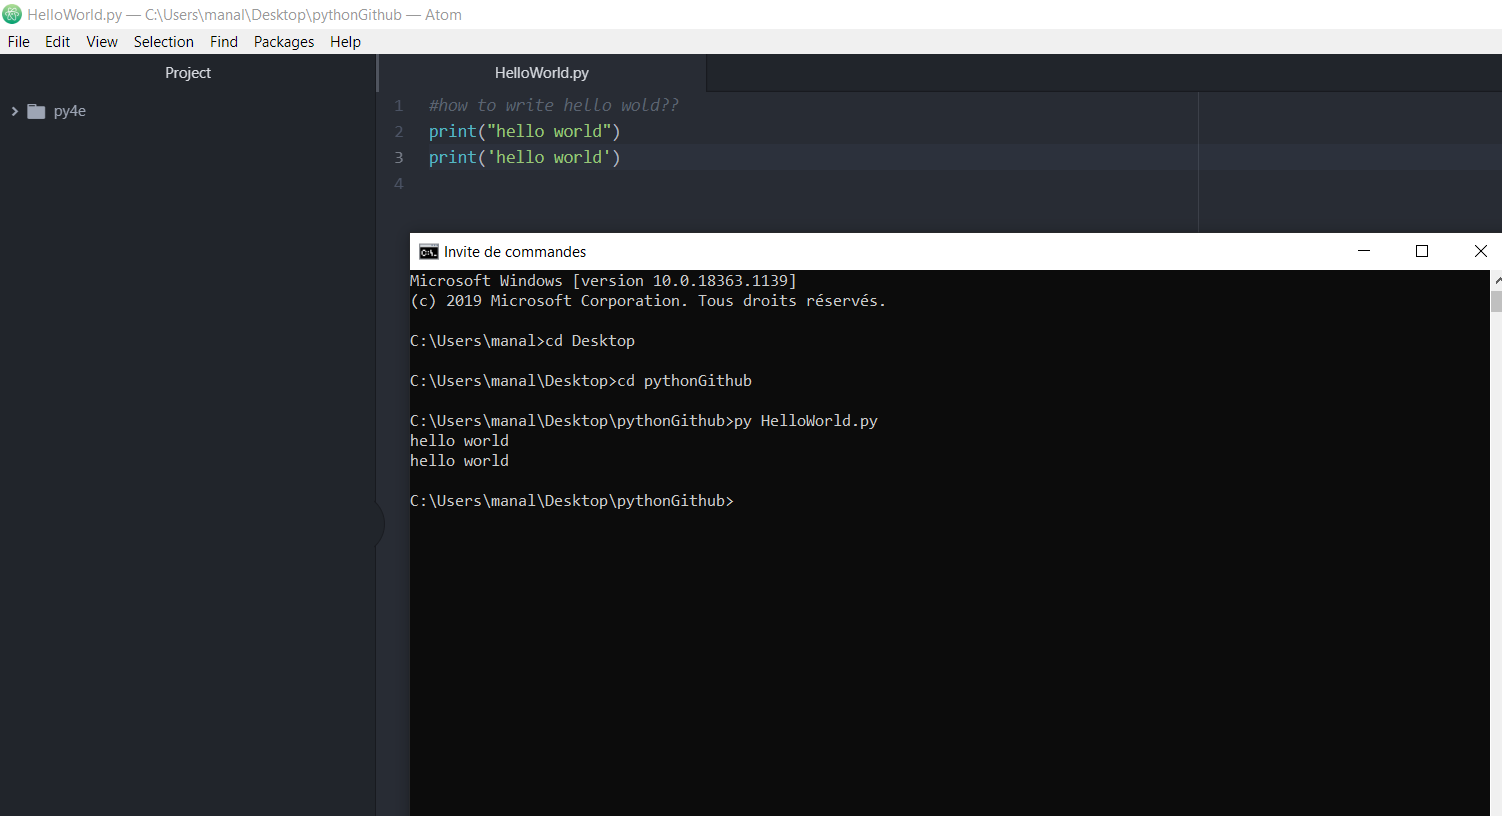 HelloWorld.py — C:\Users\manal\Desktop\pythonGithub — Atom
File Edit View Selection Find Packages Help
Project
HelloWorld.py
py4e
1 #how to write hello wold??
2 print("hello world")
3 print('hello world')
4
Invite de commandes
Microsoft Windows [version 10.0.18363.1139]
(c) 2019 Microsoft Corporation. Tous droits réservés.
C:\Users\manal>cd Desktop
C:\Users\manal\Desktop>cd pythonGithub
C:\Users\manal\Desktop\pythonGithub>py HelloWorld.py
hello world
hello world
C:\Users\manal\Desktop\pythonGithub>